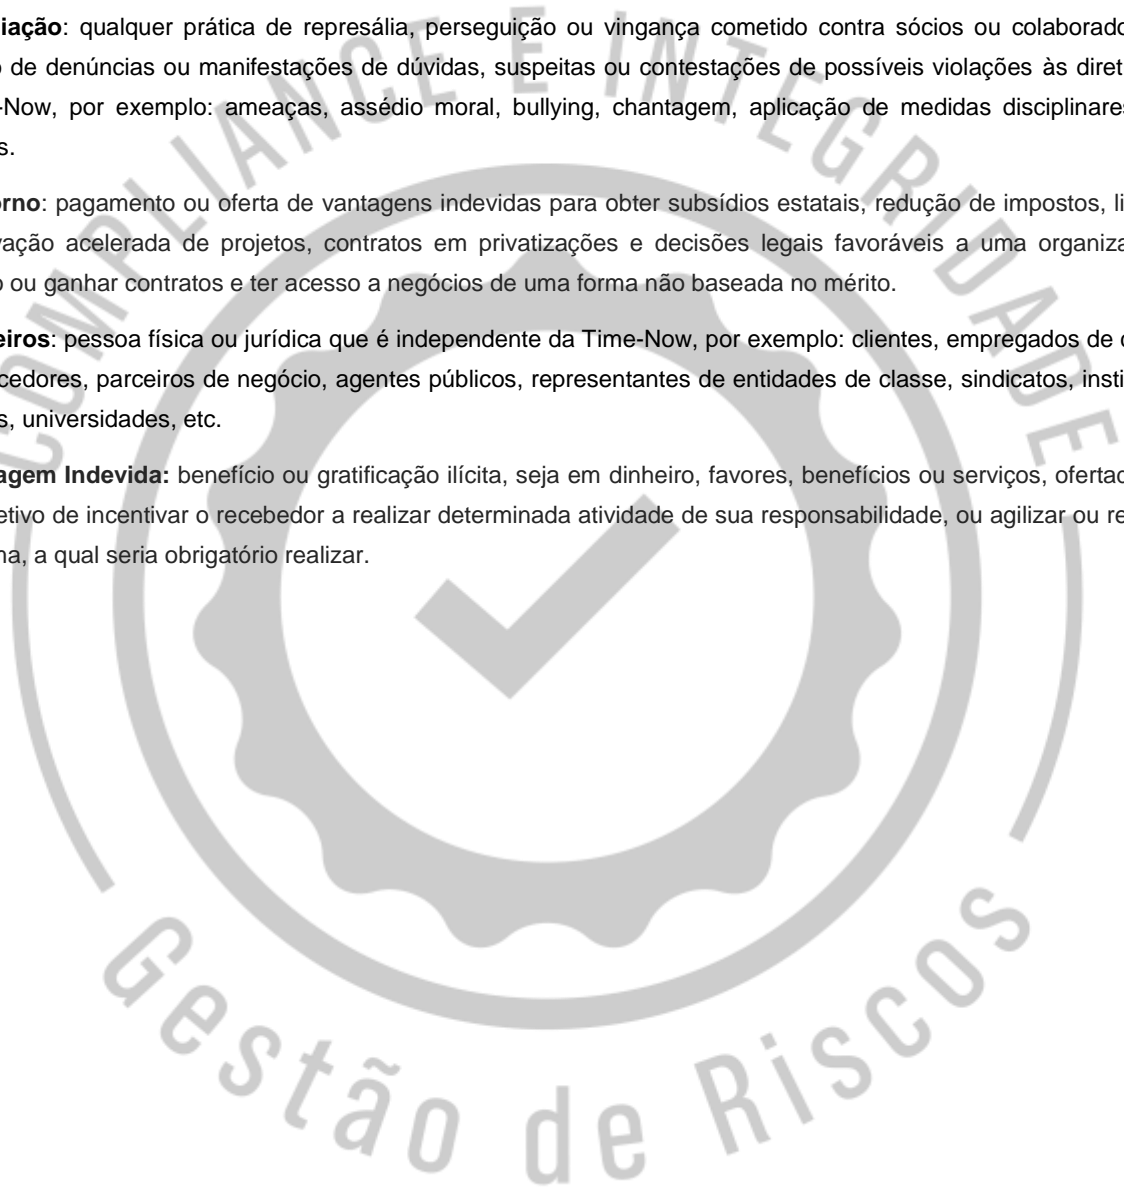 iação: qualquer prática de represália, perseguição ou vingança cometido contra sócios ou colaborado
o de denúncias ou manifestações de dúvidas, suspeitas ou contestações de possíveis violações às diret
-Now, por exemplo: ameaças, assédio moral, bullying, chantagem, aplicação de medidas disciplinares
s.
orno: pagamento ou oferta de vantagens indevidas para obter subsídios estatais, redução de impostos, li
vação acelerada de projetos, contratos em privatizações e decisões legais favoráveis a uma organiza
o ou ganhar contratos e ter acesso a negócios de uma forma não baseada no mérito.
eiros: pessoa física ou jurídica que é independente da Time-Now, por exemplo: clientes, empregados de c
cedores, parceiros de negócio, agentes públicos, representantes de entidades de classe, sindicatos, insti
s, universidades, etc.
agem Indevida: benefício ou gratificação ilícita, seja em dinheiro, favores, benefícios ou serviços, ofertac
etivo de incentivar o recebedor a realizar determinada atividade de sua responsabilidade, ou agilizar ou re
na, a qual seria obrigatório realizar.
COMPLIANCE E INTEGRIDADE
Gestão de Riscos